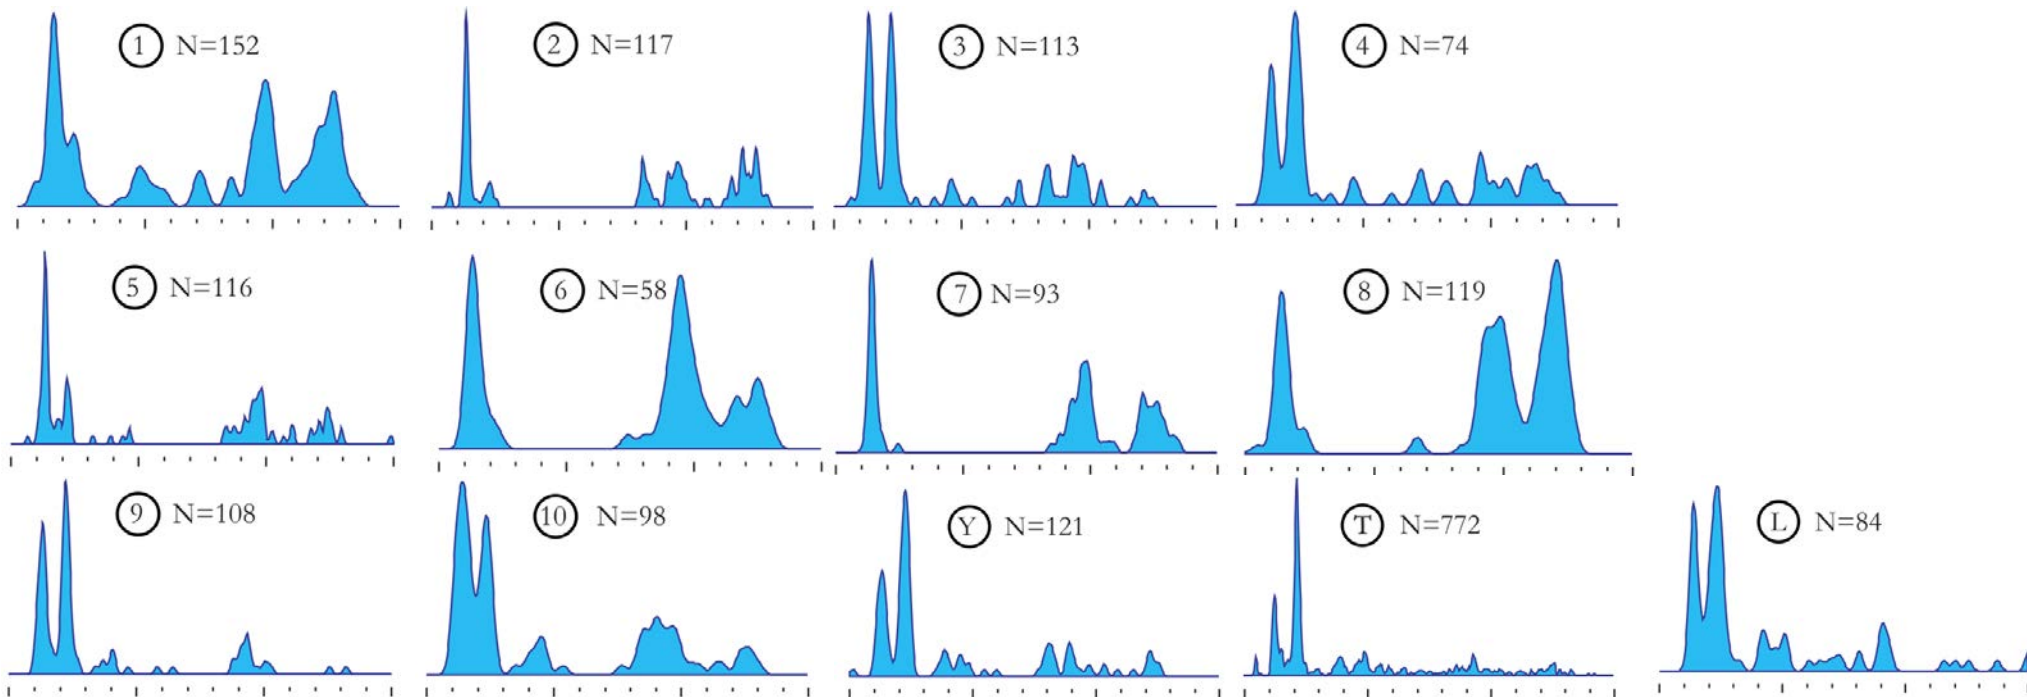 1 N=152
2 N=117
3 N=113
4 N=74
5 N=116
6 N=58
7 N=93
8 N=119
9 N=108
10 N=98
Y N=121
T N=772
L N=84